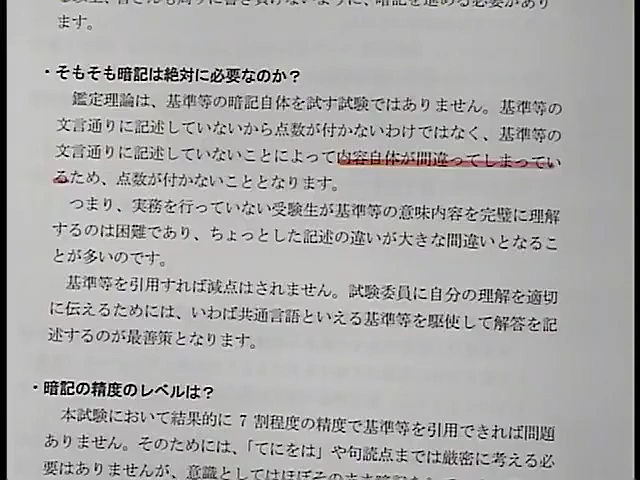 ます。
・そもそも暗記は絶対に必要なのか？
鑑定理論は、基準等の暗記自体を試す試験ではありません。基準等の
文言通りに記述していないから点数が付かないわけではなく、基準等の
文言通りに記述していないことによって内容自体が間違ってしまってい
るため、点数が付かないこととなります。
つまり、実務を行っていない受験生が基準等の意味内容を完璧に理解
するのは困難であり、ちょっとした記述の違いが大きな間違いとなるこ
とが多いのです。
基準等を引用すれば減点はされません。試験委員に自分の理解を適切
に伝えるためには、いわば共通言語といえる基準等を駆使して解答を記
述するのが最善策となります。
・暗記の精度のレベルは？
本試験において結果的に 7 割程度の精度で基準等を引用できれば問題
ありません。そのためには、「てにをは」や句読点までは厳密に考える必
要はありませんが、意識としてはほぼそのまま暗記